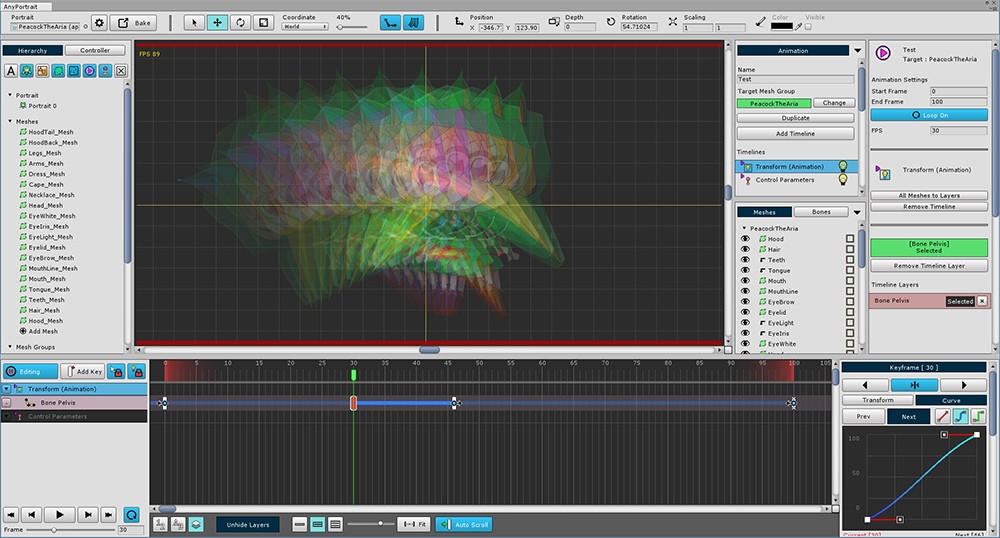 AnyPortrait
Portrait
PeacockTheAria (ap
Bake
Coordinate
World
40%
Position
X -346.7 Y 123.90
Depth
0
Rotation
54.71024
Scaling
1 1
Color
Visible
Hierarchy Controller
Portrait
Portrait 0
Meshes
HoodTail_Mesh
HoodBack_Mesh
Legs_Mesh
Arms_Mesh
Dress_Mesh
Cape_Mesh
Necklace_Mesh
Head_Mesh
EyeWhite_Mesh
EyeIris_Mesh
EyeLight_Mesh
Eyelid_Mesh
EyeBrow_Mesh
MouthLine_Mesh
Mouth_Mesh
Tongue_Mesh
Teeth_Mesh
Hair_Mesh
Hood_Mesh
Add Mesh
Mesh Groups
FPS 89
Animation
Name
Test
Target Mesh Group
PeacockTheAria Change
Duplicate
Add Timeline
Timelines
Transform (Animation)
Control Parameters
Meshes Bones
PeacockTheAria
Hood
Hair
Teeth
Tongue
Mouth
MouthLine
EyeBrow
Eyelid
EyeLight
EyeIris
EyeWhite
Test
Target : PeacockTheAria
Animation Settings
Start Frame 0
End Frame 100
Loop On
FPS 30
Transform (Animation)
All Meshes to Layers
Remove Timeline
[Bone Pelvis]
Selected
Remove Timeline Layer
Timeline Layers
Bone Pelvis Selected
Editing Add Key
Transform (Animation)
Bone Pelvis
Control Parameters
Frame 30
0 5 10 15 20 25 30 35 40 45 50 55 60 65 70 75 80 85 90 95 100 105
Unhide Layers
Fit
Auto Scroll
Keyframe [ 30 ]
Transform Curve
Prev Next
100
50
0
Current [30] Next [46]